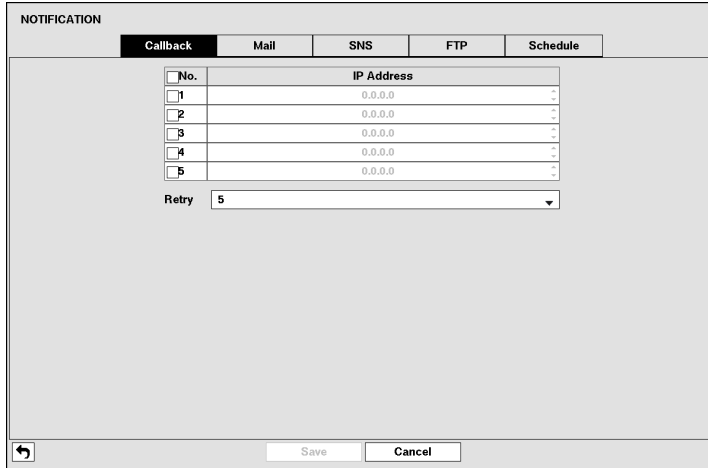 NOTIFICATION
Callback Mail SNS FTP Schedule
No. IP Address
1 0.0.0.0
2 0.0.0.0
3 0.0.0.0
4 0.0.0.0
5 0.0.0.0
Retry 5
Save Cancel